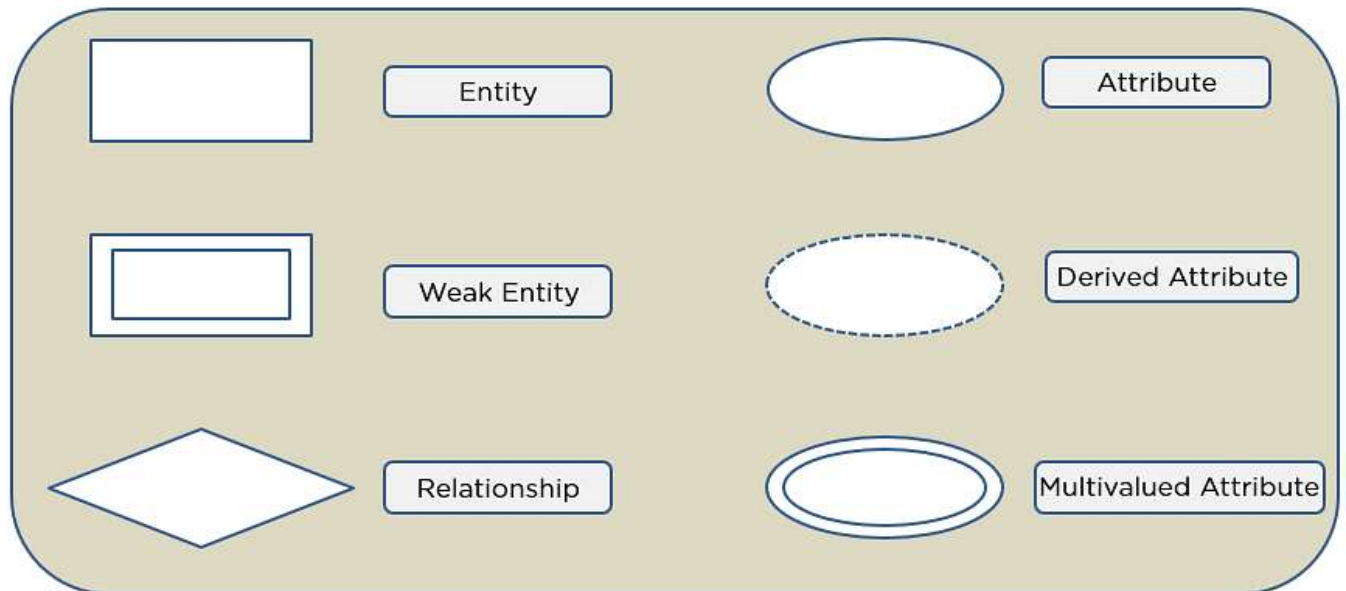 Entity
Attribute
Weak Entity
Derived Attribute
Relationship
Multivalued Attribute